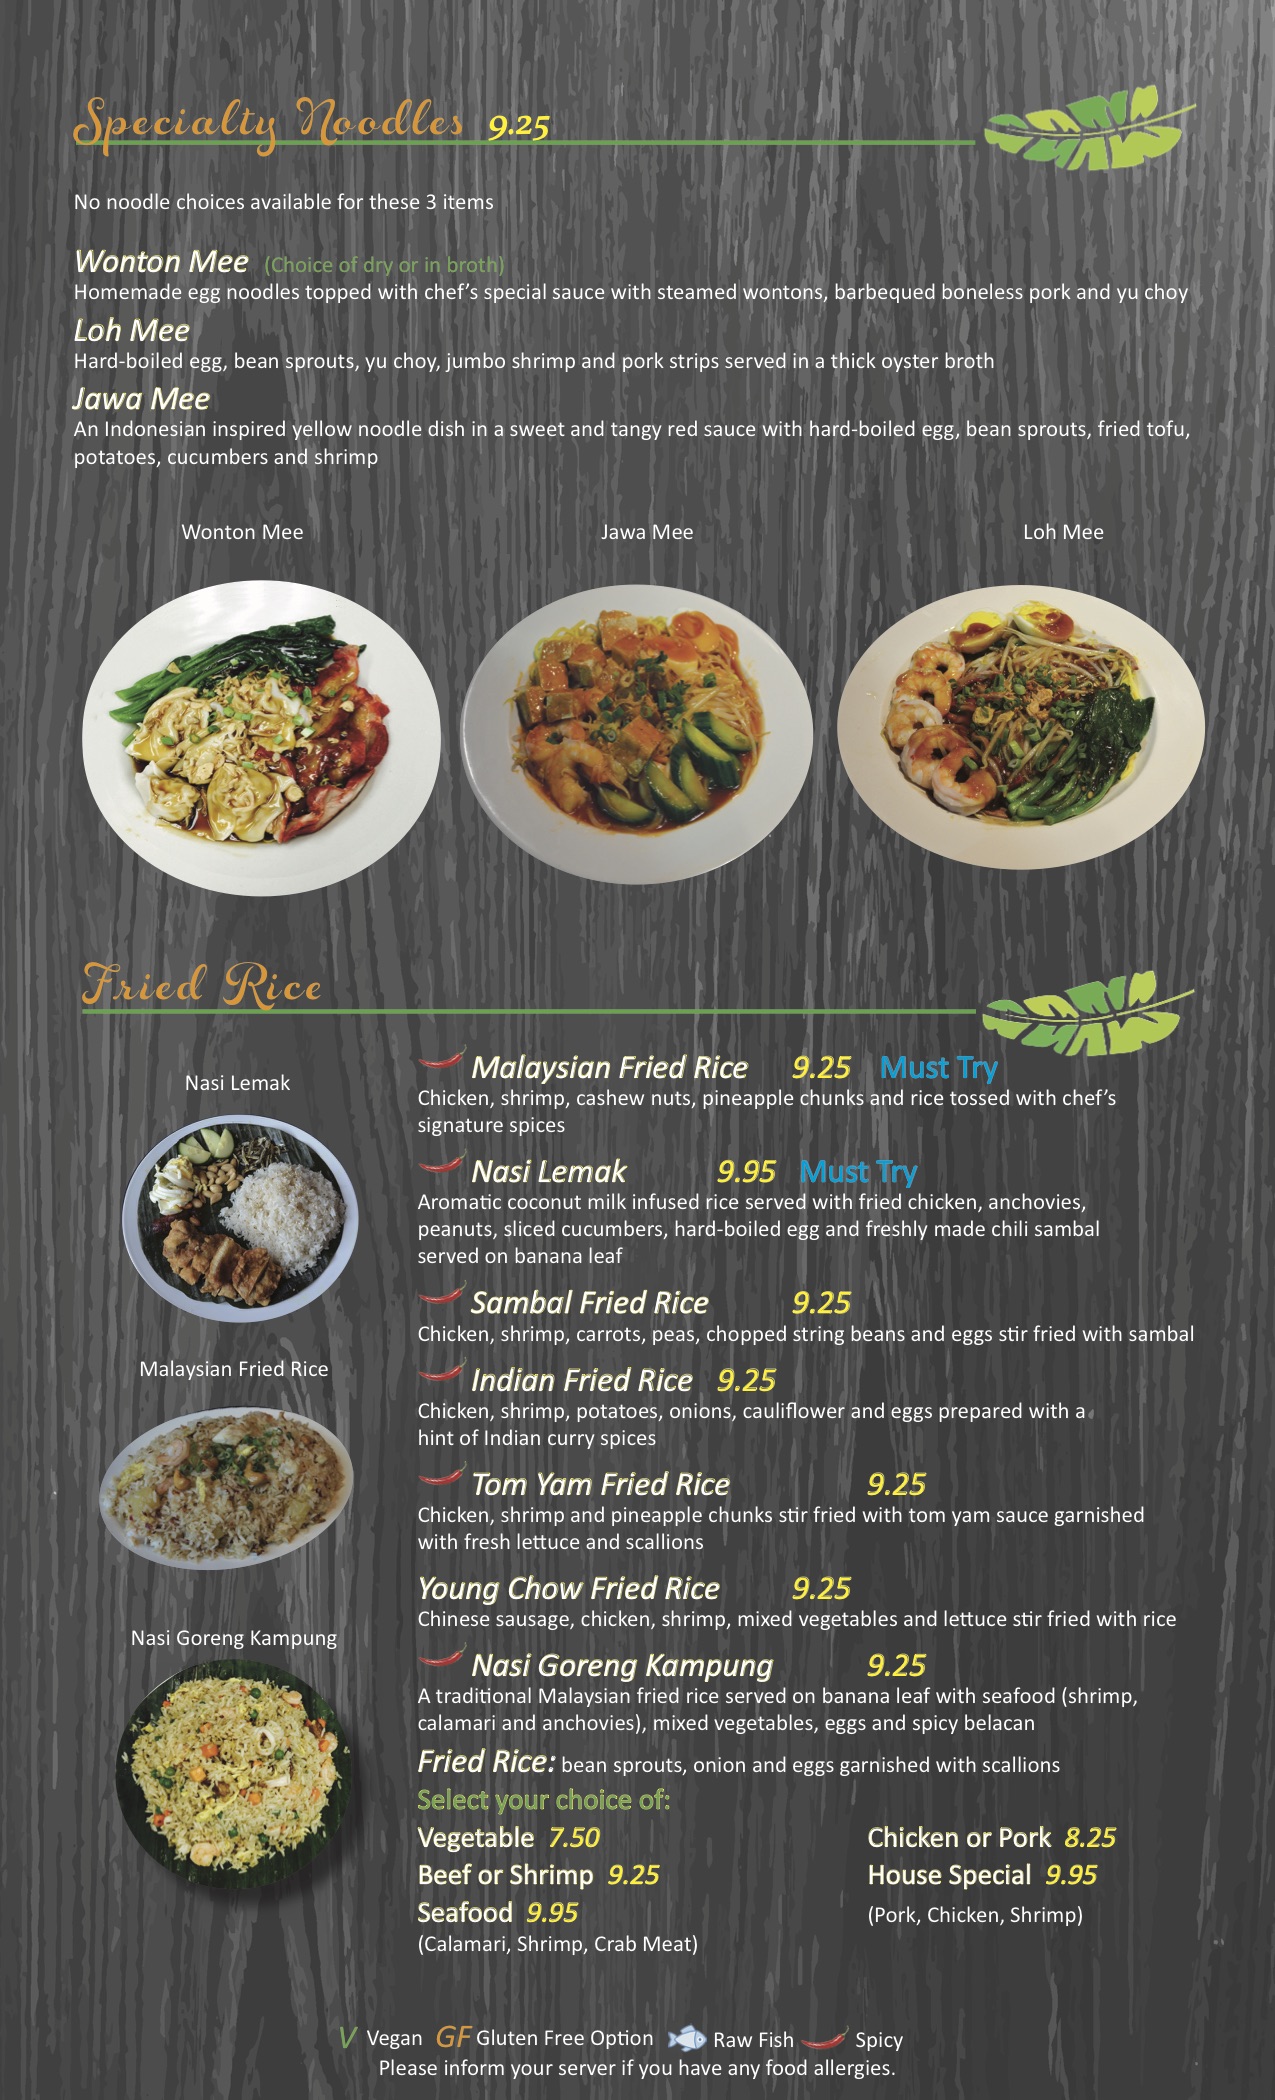 Specialty Noodles 9.25
No noodle choices available for these 3 items
Wonton Mee (Choice of dry or in broth)
Homemade egg noodles topped with chef's special sauce with steamed wontons, barbequed boneless pork and yu choy
Loh Mee
Hard-boiled egg, bean sprouts, yu choy, jumbo shrimp and pork strips served in a thick oyster broth
Jawa Mee
An Indonesian inspired yellow noodle dish in a sweet and tangy red sauce with hard-boiled egg, bean sprouts, fried tofu,
potatoes, cucumbers and shrimp
Wonton Mee
Jawa Mee
Loh Mee
Fried Rice
Nasi Lemak
Malaysian Fried Rice
Nasi Goreng Kampung
Malaysian Fried Rice 9.25 Must Try
Chicken, shrimp, cashew nuts, pineapple chunks and rice tossed with chef's
signature spices
Nasi Lemak 9.95 Must Try
Aromatic coconut milk infused rice served with fried chicken, anchovies,
peanuts, sliced cucumbers, hard-boiled egg and freshly made chili sambal
served on banana leaf
Sambal Fried Rice 9.25
Chicken, shrimp, carrots, peas, chopped string beans and eggs stir fried with sambal
Indian Fried Rice 9.25
Chicken, shrimp, potatoes, onions, cauliflower and eggs prepared with a
hint of Indian curry spices
Tom Yam Fried Rice 9.25
Chicken, shrimp and pineapple chunks stir fried with tom yam sauce garnished
with fresh lettuce and scallions
Young Chow Fried Rice 9.25
Chinese sausage, chicken, shrimp, mixed vegetables and lettuce stir fried with rice
Nasi Goreng Kampung 9.25
A traditional Malaysian fried rice served on banana leaf with seafood (shrimp,
calamari and anchovies), mixed vegetables, eggs and spicy belacan
Fried Rice: bean sprouts, onion and eggs garnished with scallions
Select your choice of:
Vegetable 7.50
Beef or Shrimp 9.25
Seafood 9.95
(Calamari, Shrimp, Crab Meat)
Chicken or Pork 8.25
House Special 9.95
(Pork, Chicken, Shrimp)
V Vegan GF Gluten Free Option Raw Fish Spicy
Please inform your server if you have any food allergies.